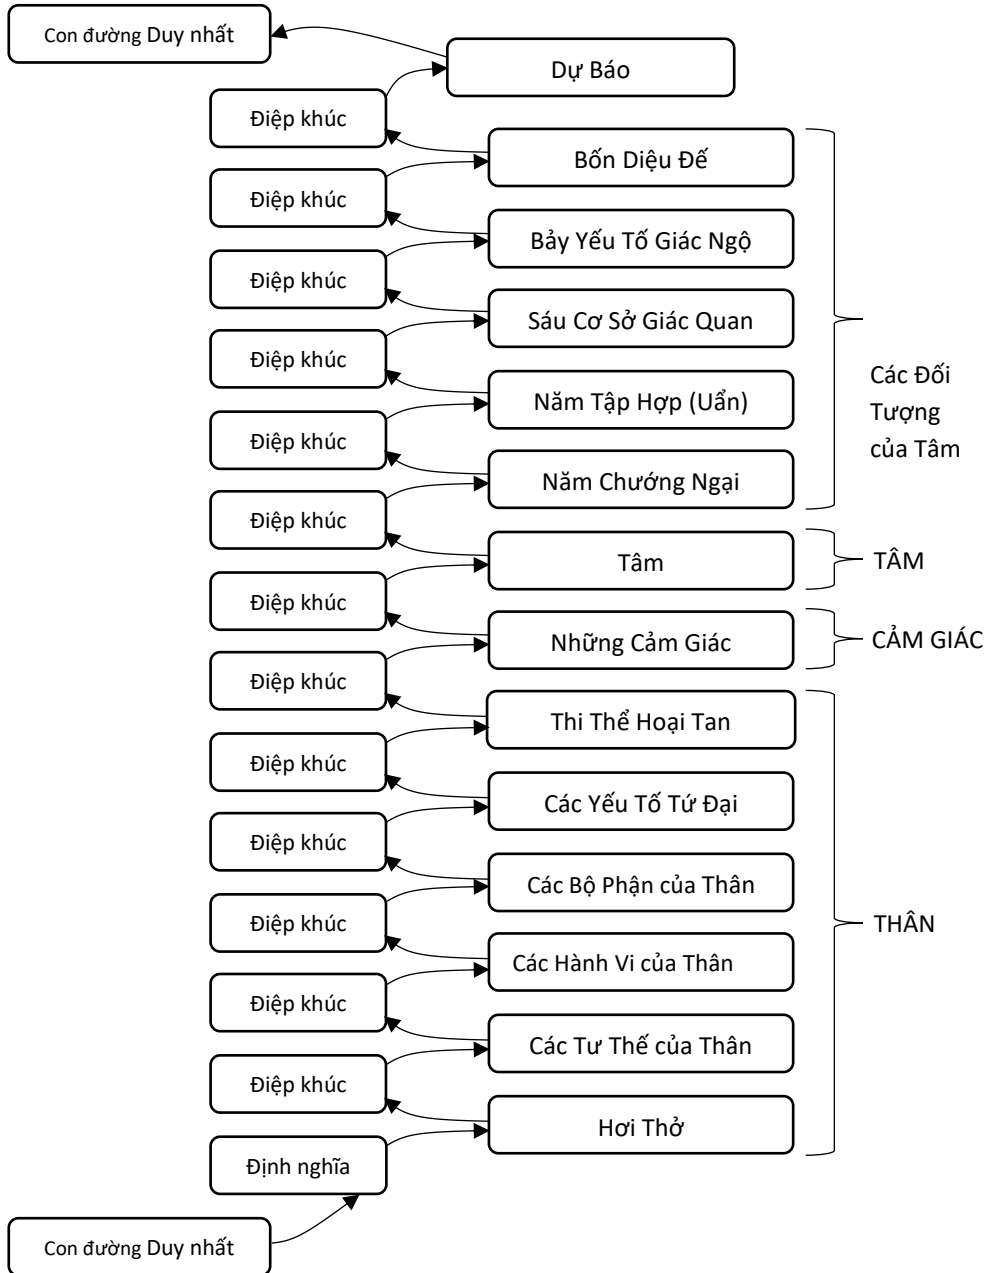 Con đường Duy nhất
Dự Báo
Điệp khúc
Bốn Diệu Đế
Điệp khúc
Bảy Yếu Tố Giác Ngộ
Điệp khúc
Sáu Cơ Sở Giác Quan
Điệp khúc
Năm Tập Hợp (Uẩn)
Điệp khúc
Năm Chướng Ngại
Các Đối
Tượng
của Tâm
Điệp khúc
Tâm
TÂM
Điệp khúc
Những Cảm Giác
CẢM GIÁC
Điệp khúc
Thi Thể Hoại Tan
Điệp khúc
Các Yếu Tố Tứ Đại
Điệp khúc
Các Bộ Phận của Thân
THÂN
Điệp khúc
Các Hành Vi của Thân
Điệp khúc
Các Tư Thế của Thân
Điệp khúc
Hơi Thở
Định nghĩa
Con đường Duy nhất